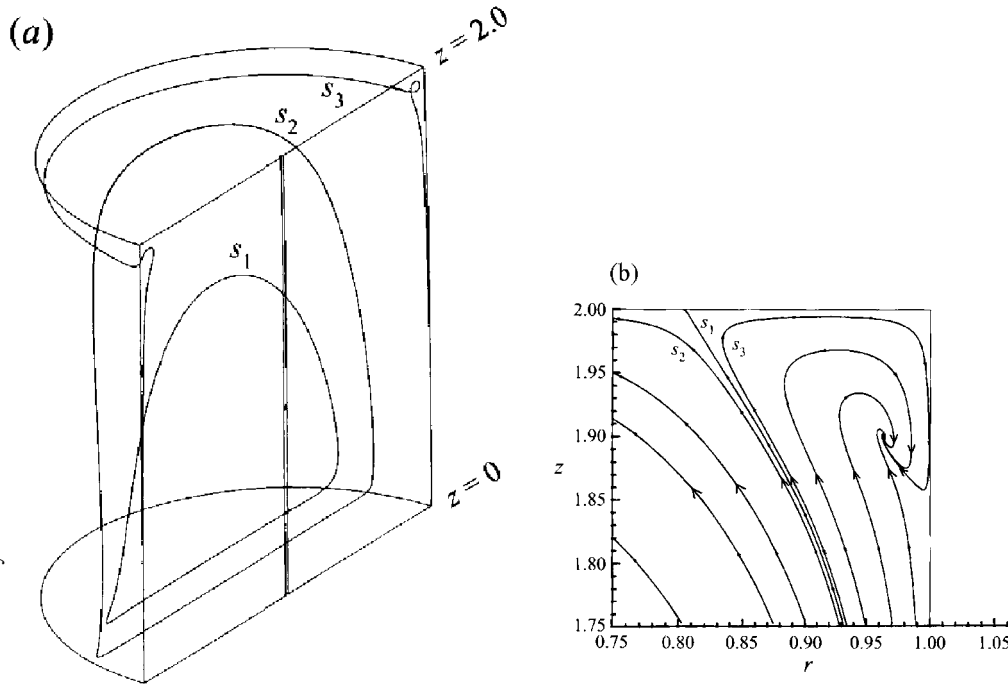 (a)
z = 2.0
s3
s2
s1
z = 0
(b)
2.00
1.95
1.90
z
1.85
1.80
1.75
s1
s2
s3
0.75
0.80
0.85
0.90
0.95
1.00
1.05
r